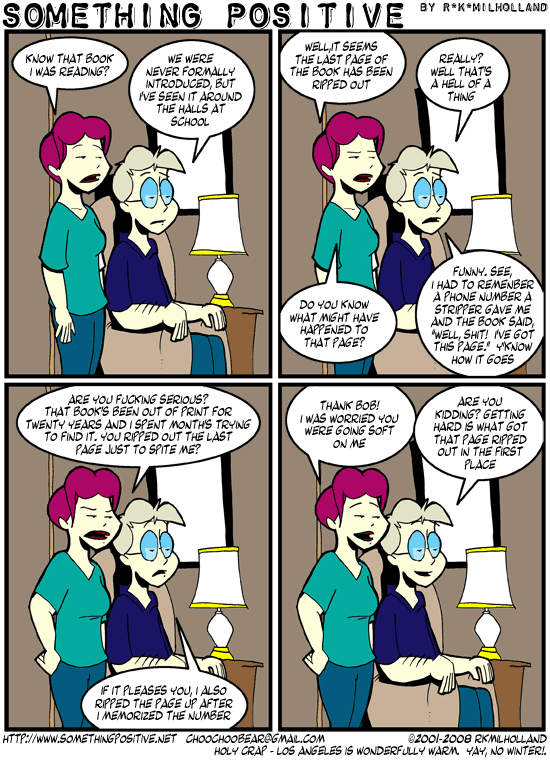 SOMETHING POSITIVE BY R*K*MILHOLLAND
KNOW THAT BOOK
I WAS READING?
WE WERE
NEVER FORMALLY
INTRODUCED, BUT
I'VE SEEN IT AROUND
THE HALLS AT
SCHOOL
WELL,IT SEEMS
THE LAST PAGE OF
THE BOOK HAS BEEN
RIPPED OUT
REALLY?
WELL THAT'S
A HELL OF A
THING
DO YOU KNOW
WHAT MIGHT HAVE
HAPPENED TO
THAT PAGE?
FUNNY. SEE,
I HAD TO REMENBER
A PHONE NUMBER A
STRIPPER GAVE ME
AND THE BOOK SAID,
"WELL, SHIT! I'VE GOT
THIS PAGE." Y'KNOW
HOW IT GOES
ARE YOU FUCKING SERIOUS?
THAT BOOK'S BEEN OUT OF PRINT FOR
TWENTY YEARS AND I SPENT MONTHS TRYING
TO FIND IT. YOU RIPPED OUT THE LAST
PAGE JUST TO SPITE ME?
IF IT PLEASES YOU, I ALSO
RIPPED THE PAGE UP AFTER
I MEMORIZED THE NUMBER
THANK BOB!
I WAS WORRIED YOU
WERE GOING SOFT
ON ME
ARE YOU
KIDDING? GETTING
HARD IS WHAT GOT
THAT PAGE RIPPED
OUT IN THE FIRST
PLACE
HTTP://WWW.SOMETHINGPOSITIVE.NET CHOOCHOOBEAR@GMAIL.COM ©2001-2008 RKMILHOLLAND
HOLY CRAP - LOS ANGELES IS WONDERFULLY WARM. YAY, NO WINTER!.